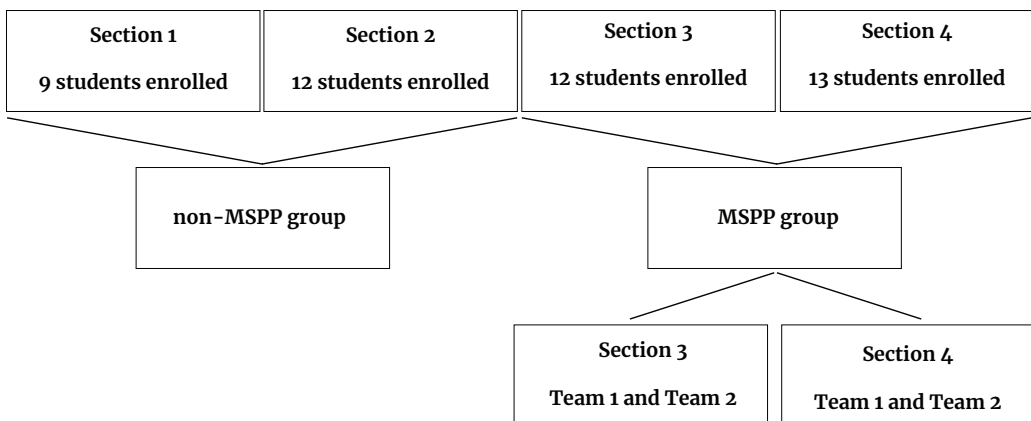 Section 1
9 students enrolled
Section 2
12 students enrolled
Section 3
12 students enrolled
Section 4
13 students enrolled
non-MSPP group
MSPP group
Section 3
Team 1 and Team 2
Section 4
Team 1 and Team 2